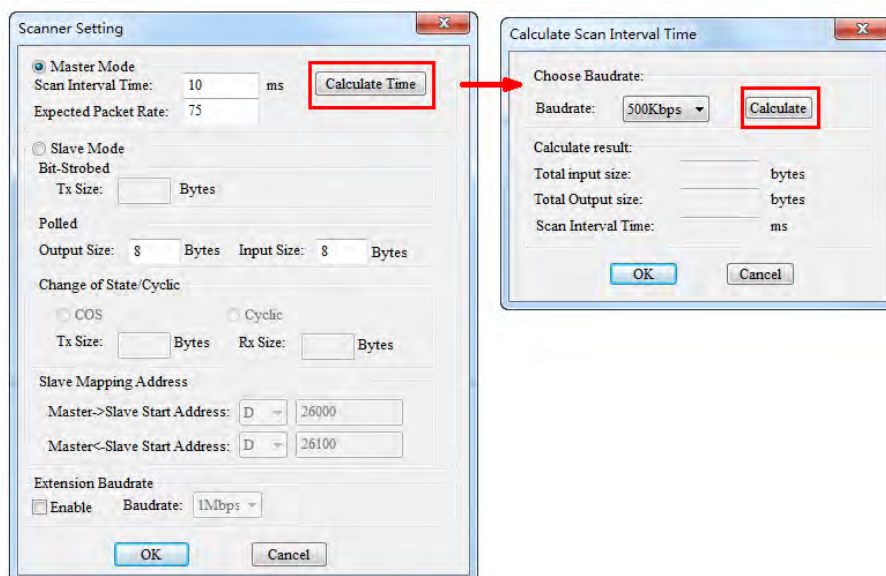 Scanner Setting
Master Mode
Scan Interval Time: 10 ms Calculate Time
Expected Packet Rate: 75
Slave Mode
Bit-Strobed
Tx Size: Bytes
Polled
Output Size: 8 Bytes Input Size: 8 Bytes
Change of State/Cyclic
COS Cyclic
Tx Size: Bytes Rx Size: Bytes
Slave Mapping Address
Master->Slave Start Address: D 26000
Master<-Slave Start Address: D 26100
Extension Baudrate
Enable Baudrate: 1Mbps
OK Cancel
Calculate Scan Interval Time
Choose Baudrate:
Baudrate: 500Kbps Calculate
Calculate result:
Total input size: bytes
Total Output size: bytes
Scan Interval Time: ms
OK Cancel